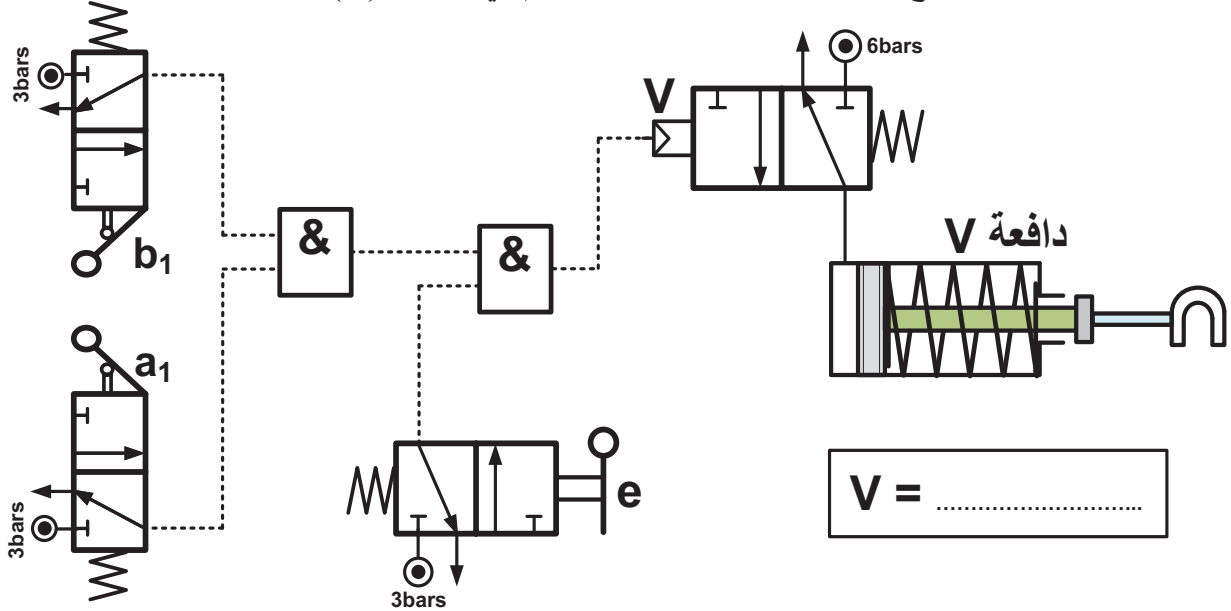 3bars
6bars
V
b₁
&
&
دافعة V
a₁
e
V = ..............................
3bars
3bars